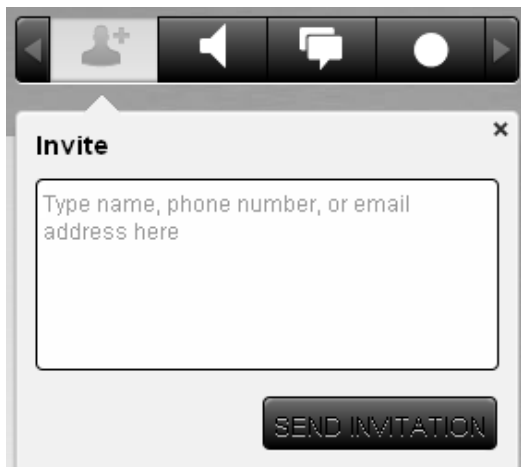 Invite
Type name, phone number, or email
address here
SEND INVITATION